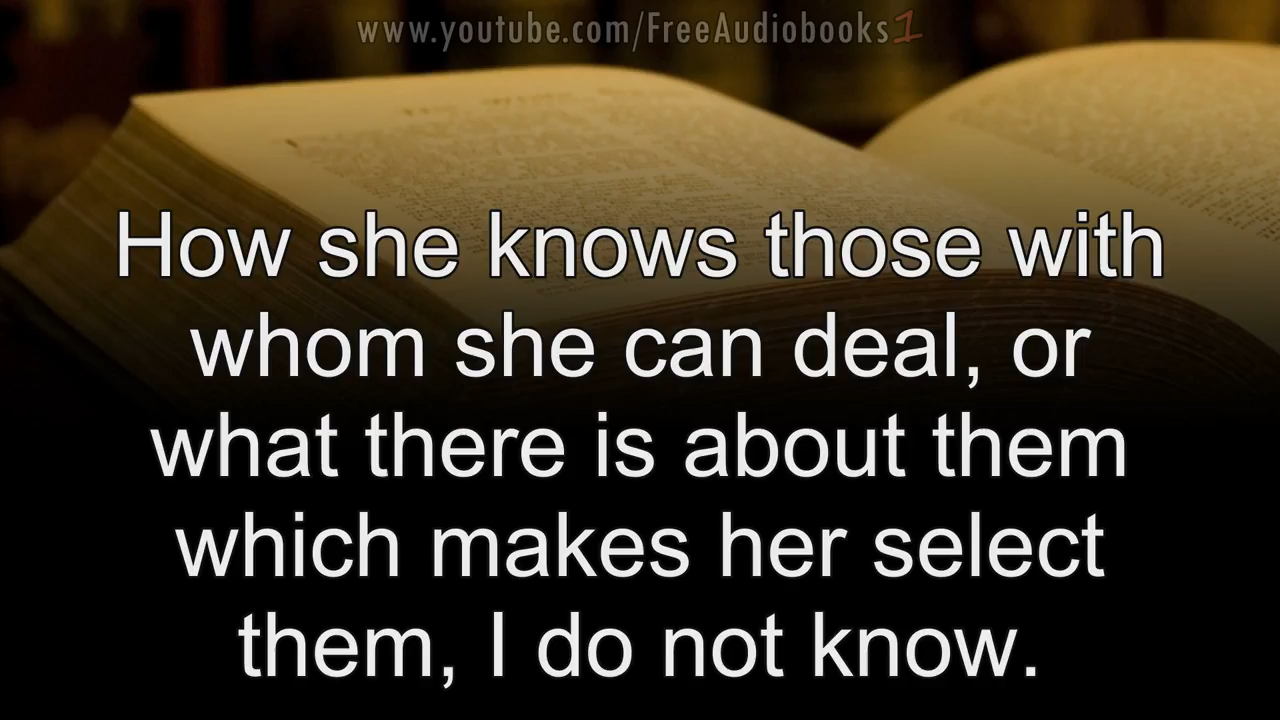 www.youtube.com/FreeAudiobooks1
How she knows those with
whom she can deal, or
what there is about them
which makes her select
them, I do not know.